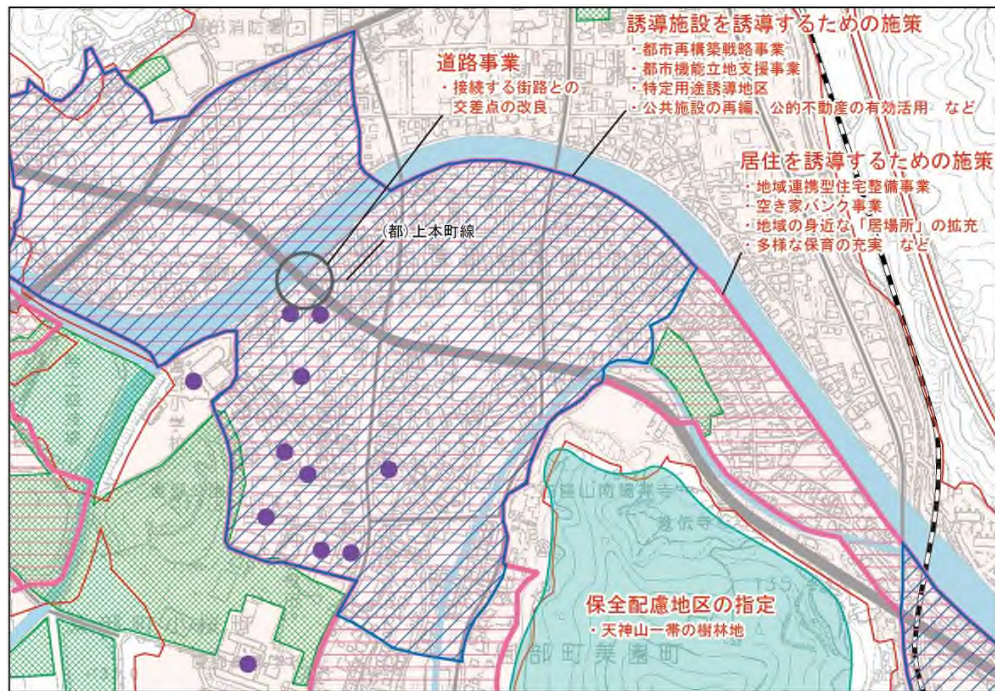 誘導施設を誘導するための施策
・都市再構築戦略事業
・都市機能立地支援事業
・特定用途誘導地区
・公共施設の再編、公的不動産の有効活用 など
道路事業
・接続する街路との
交差点の改良
居住を誘導するための施策
・地域連携型住宅整備事業
・空き家バンク事業
・地域の身近な「居場所」の拡充
・多様な保育の充実 など
(都)上本町線
保全配慮地区の指定
・天神山一帯の樹林地
部町菜園町
135